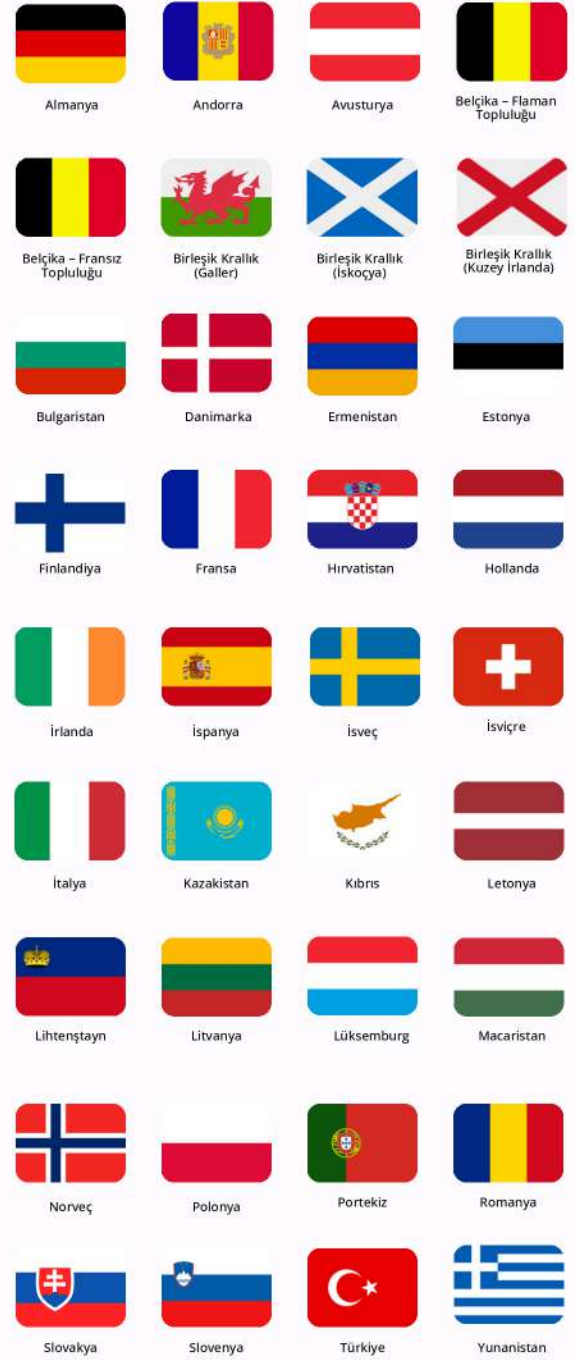 Almanya
Andorra
Avusturya
Belçika – Flaman
Topluluğu
Belçika – Fransız
Topluluğu
Birleşik Krallık
(Galler)
Birleşik Krallık
(İskoçya)
Birleşik Krallık
(Kuzey İrlanda)
Bulgaristan
Danimarka
Ermenistan
Estonya
Finlandiya
Fransa
Hırvatistan
Hollanda
İrlanda
İspanya
İsveç
İsviçre
İtalya
Kazakistan
Kıbrıs
Letonya
Lihtenştayn
Litvanya
Lüksemburg
Macaristan
Norveç
Polonya
Portekiz
Romanya
Slovakya
Slovenya
Türkiye
Yunanistan